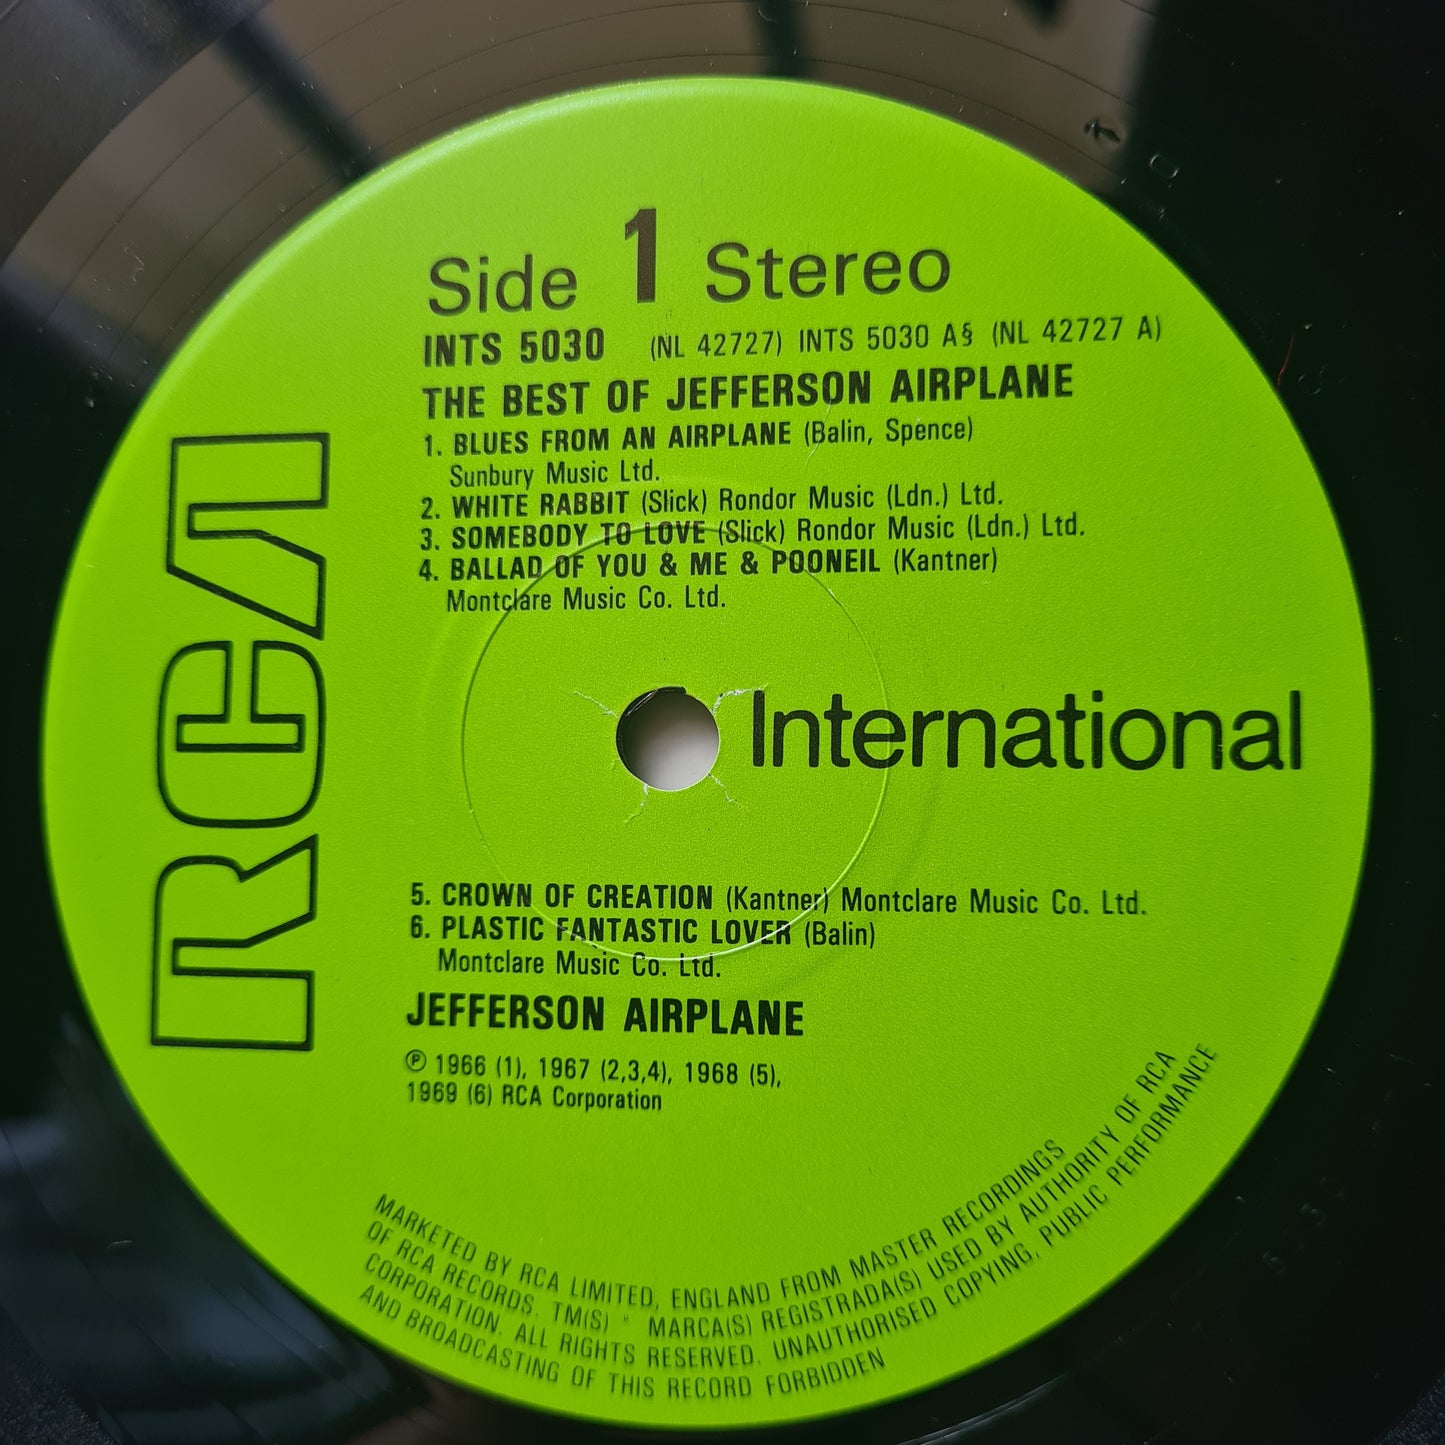 Side 1 Stereo
INTS 5030 (NL 42727) INTS 5030 A§ (NL 42727 A)
THE BEST OF JEFFERSON AIRPLANE
1. BLUES FROM AN AIRPLANE (Balin, Spence)
Sunbury Music Ltd.
2. WHITE RABBIT (Slick) Rondor Music (Ldn.) Ltd.
3. SOMEBODY TO LOVE (Slick) Rondor Music (Ldn.) Ltd.
4. BALLAD OF YOU & ME & POONEIL (Kantner)
Montclare Music Co. Ltd.
RCA
International
5. CROWN OF CREATION (Kantner) Montclare Music Co. Ltd.
6. PLASTIC FANTASTIC LOVER (Balin)
Montclare Music Co. Ltd.
JEFFERSON AIRPLANE
℗ 1966 (1), 1967 (2,3,4), 1968 (5),
1969 (6) RCA Corporation
MARKETED BY RCA LIMITED, ENGLAND FROM MASTER RECORDINGS
OF RCA RECORDS. TM(S) * MARCA(S) REGISTRADA(S) USED BY AUTHORITY OF RCA
CORPORATION. ALL RIGHTS RESERVED. UNAUTHORISED COPYING, PUBLIC PERFORMANCE
AND BROADCASTING OF THIS RECORD FORBIDDEN